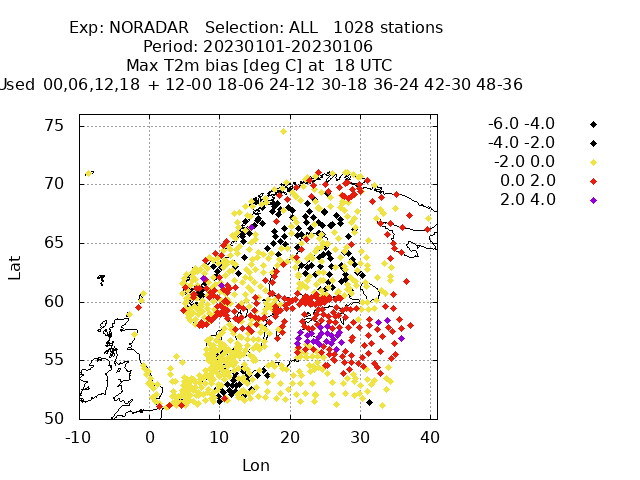 Exp: NORADAR   Selection: ALL   1028 stations
Period: 20230101-20230106
Max T2m bias [deg C] at  18 UTC
Used 00,06,12,18 + 12-00 18-06 24-12 30-18 36-24 42-30 48-36
-6.0 -4.0
-4.0 -2.0
-2.0 0.0
0.0 2.0
2.0 4.0
75
70
65
60
55
50
Lat
-10 0 10 20 30 40
Lon